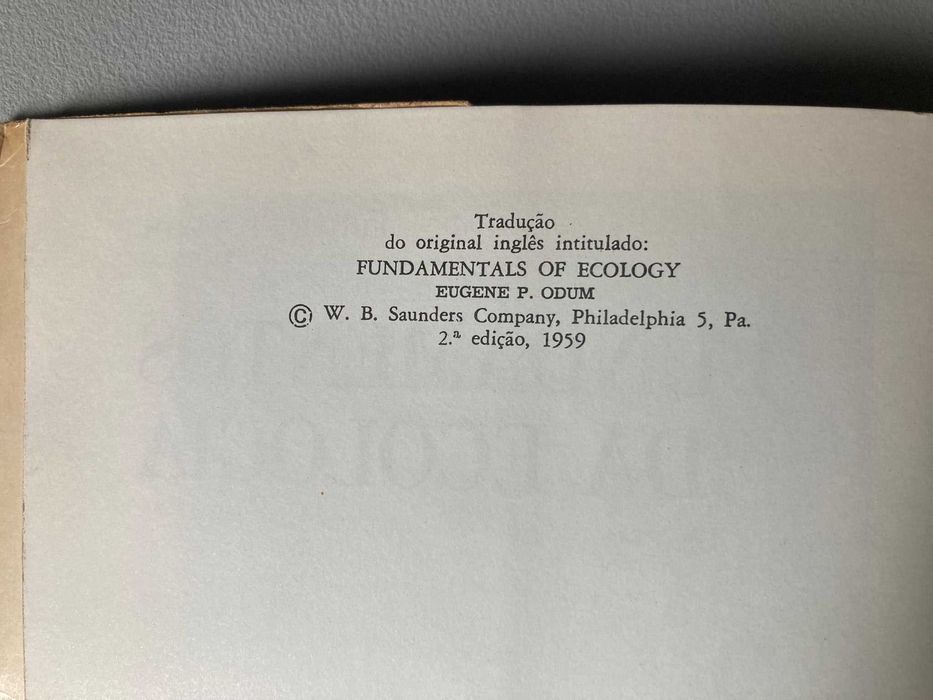 Tradução
do original inglês intitulado:
FUNDAMENTALS OF ECOLOGY
EUGENE P. ODUM
© W. B. Saunders Company, Philadelphia 5, Pa.
2.ª edição, 1959